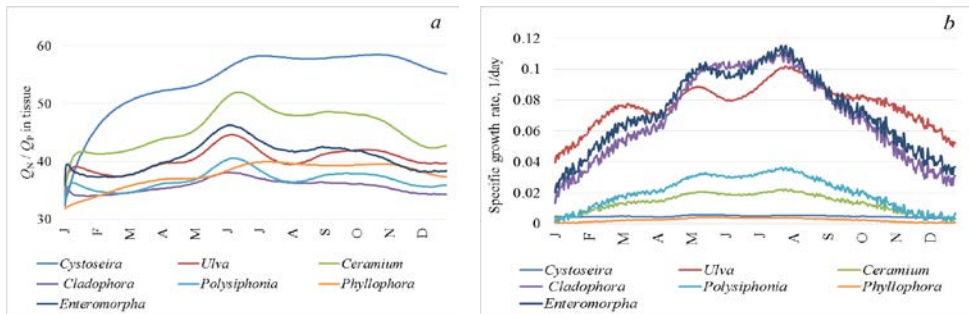 a
60
50
40
30
Q_N / Q_P in tissue
J F M A M J J A S O N D
Cystoseira Ulva Ceramium
Cladophora Polysiphonia Phyllophora
Enteromorpha
b
0.12
0.1
0.08
0.06
0.04
0.02
0
Specific growth rate, 1/day
J F M A M J J A S O N D
Cystoseira Ulva Ceramium
Cladophora Polysiphonia Phyllophora
Enteromorpha